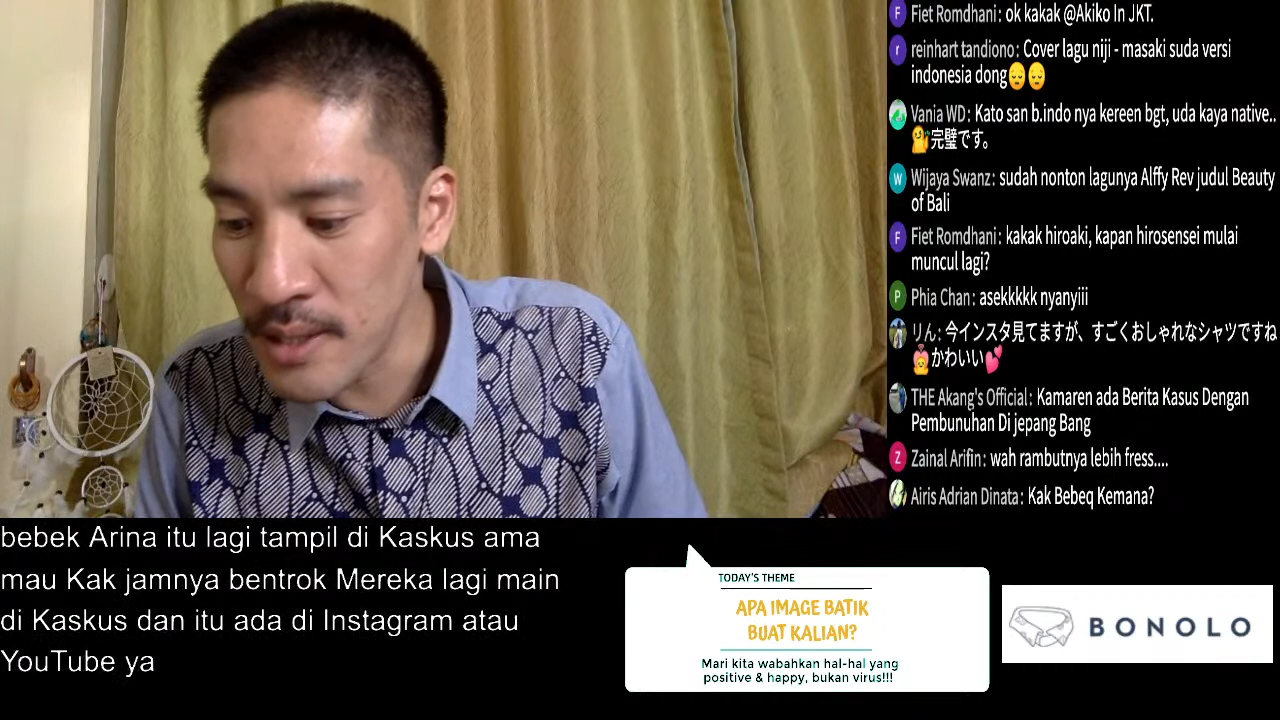 Fiet Romdhani: ok kakak @Akiko In JKT.
reinhart tandiono: Cover lagu niji - masaki suda versi
indonesia dong😔😔
Vania WD: Kato san b.indo nya kereen bgt, uda kaya native..
完璧です。
Wijaya Swanz: sudah nonton lagunya Alffy Rev judul Beauty
of Bali
Fiet Romdhani: kakak hiroaki, kapan hirosensei mulai
muncul lagi?
Phia Chan: asekkkkk nyanyiii
りん: 今インスタ見てますが、すごくおしゃれなシャツですね
かわいい💕
THE Akang's Official: Kamaren ada Berita Kasus Dengan
Pembunuhan Di jepang Bang
Zainal Arifin: wah rambutnya lebih fress....
Airis Adrian Dinata: Kak Bebeq Kemana?
bebek Arina itu lagi tampil di Kaskus ama
mau Kak jamnya bentrok Mereka lagi main
di Kaskus dan itu ada di Instagram atau
YouTube ya
TODAY'S THEME
APA IMAGE BATIK
BUAT KALIAN?
Mari kita wabahkan hal-hal yang
positive & happy, bukan virus!!!
BONOLO